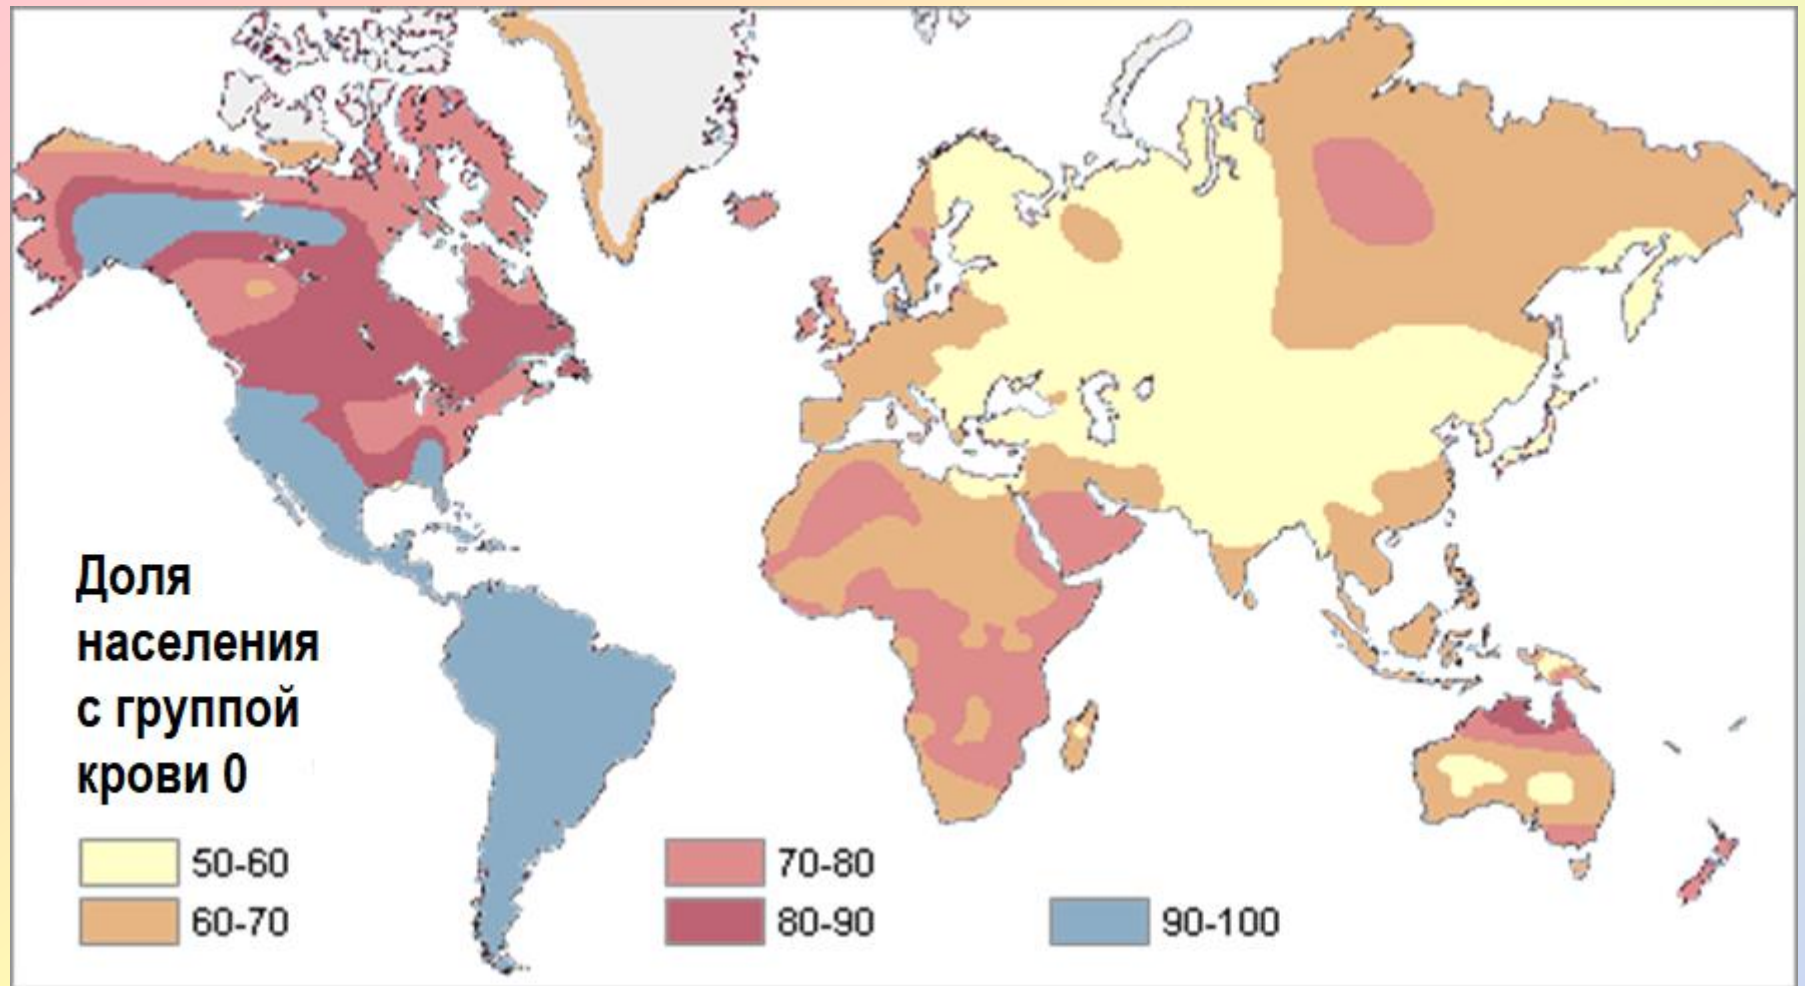 Доля
населения
с группой
крови 0
50-60
60-70
70-80
80-90
90-100